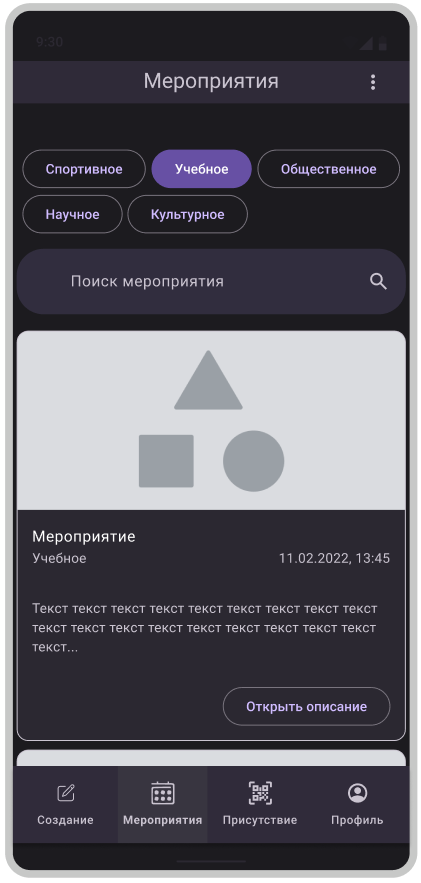 9:30
Мероприятия
Спортивное
Учебное
Общественное
Научное
Культурное
Поиск мероприятия
Мероприятие
Учебное
11.02.2022, 13:45
Текст текст текст текст текст текст текст текст текст
текст текст текст текст текст текст текст текст текст
текст...
Открыть описание
Создание
Мероприятия
Присутствие
Профиль